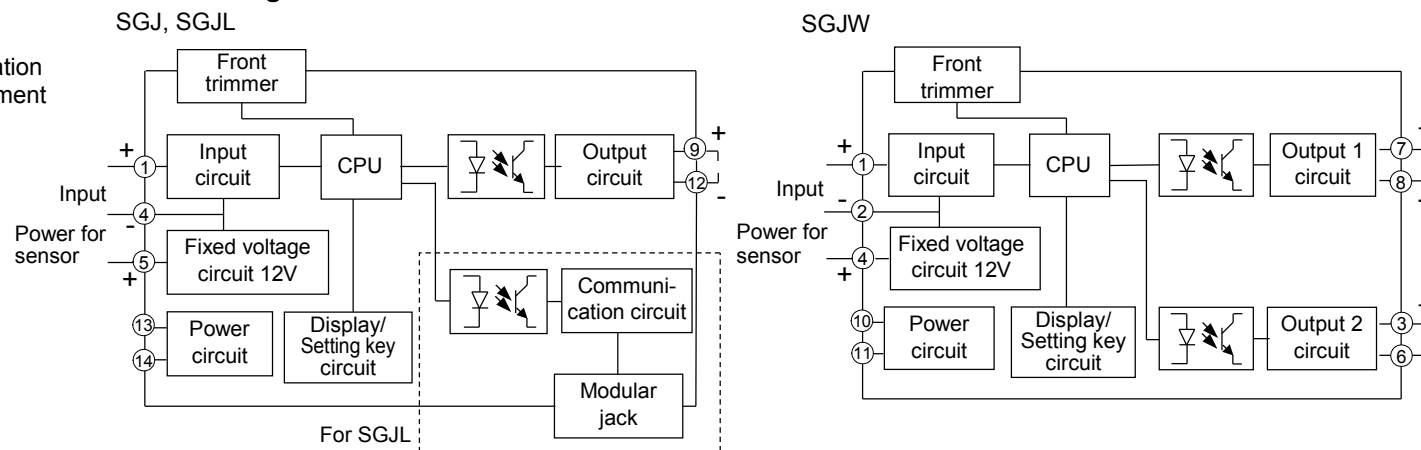 SGJ, SGJL
Front
trimmer
+
1
Input
circuit
CPU
Output
circuit
9
+
12
-
Input
4
-
Power for
sensor
5
+
Fixed voltage
circuit 12V
Communi-
cation circuit
13
14
Power
circuit
Display/
Setting key
circuit
Modular
jack
For SGJL
SGJW
Front
trimmer
+
1
Input
circuit
CPU
Output 1
circuit
7
8
Input
-
2
Power for
sensor
4
+
Fixed voltage
circuit 12V
10
11
Power
circuit
Display/
Setting key
circuit
Output 2
circuit
3
6